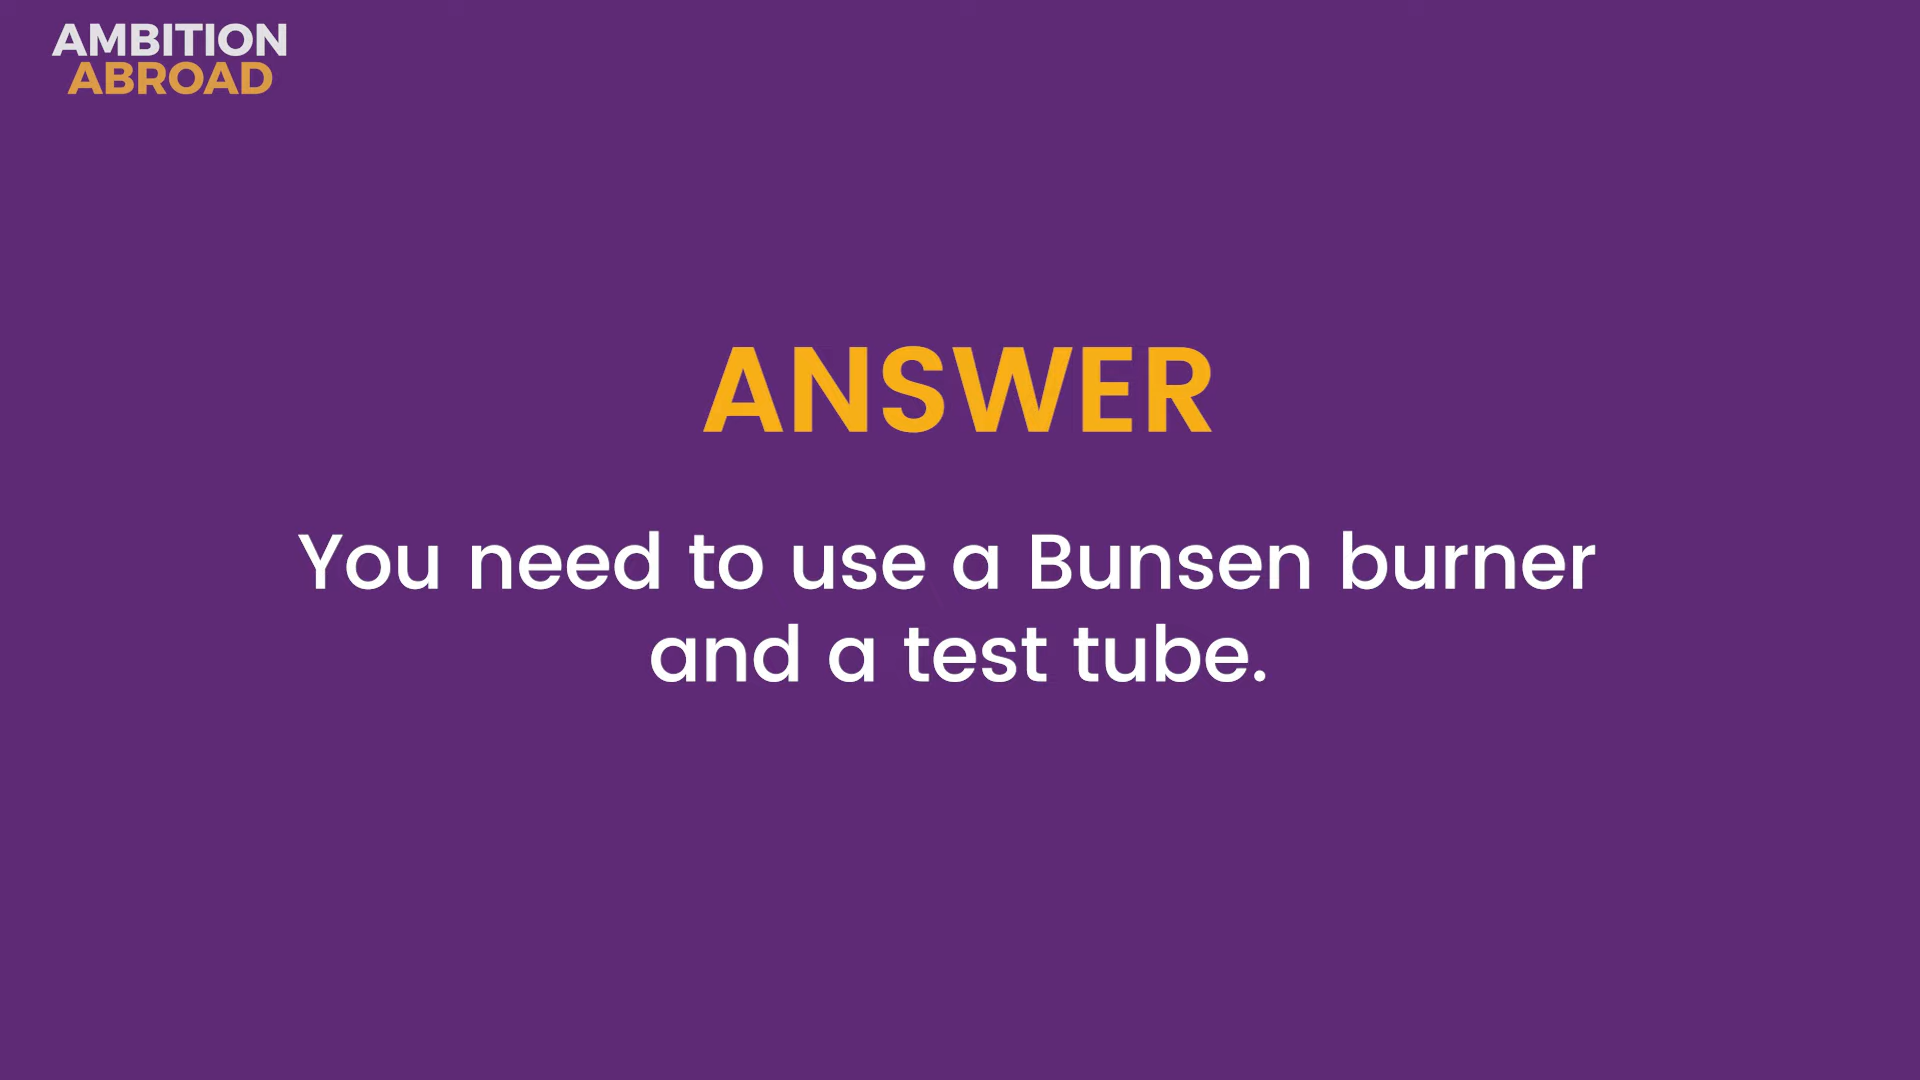 AMBITION
ABROAD
ANSWER
You need to use a Bunsen burner
and a test tube.